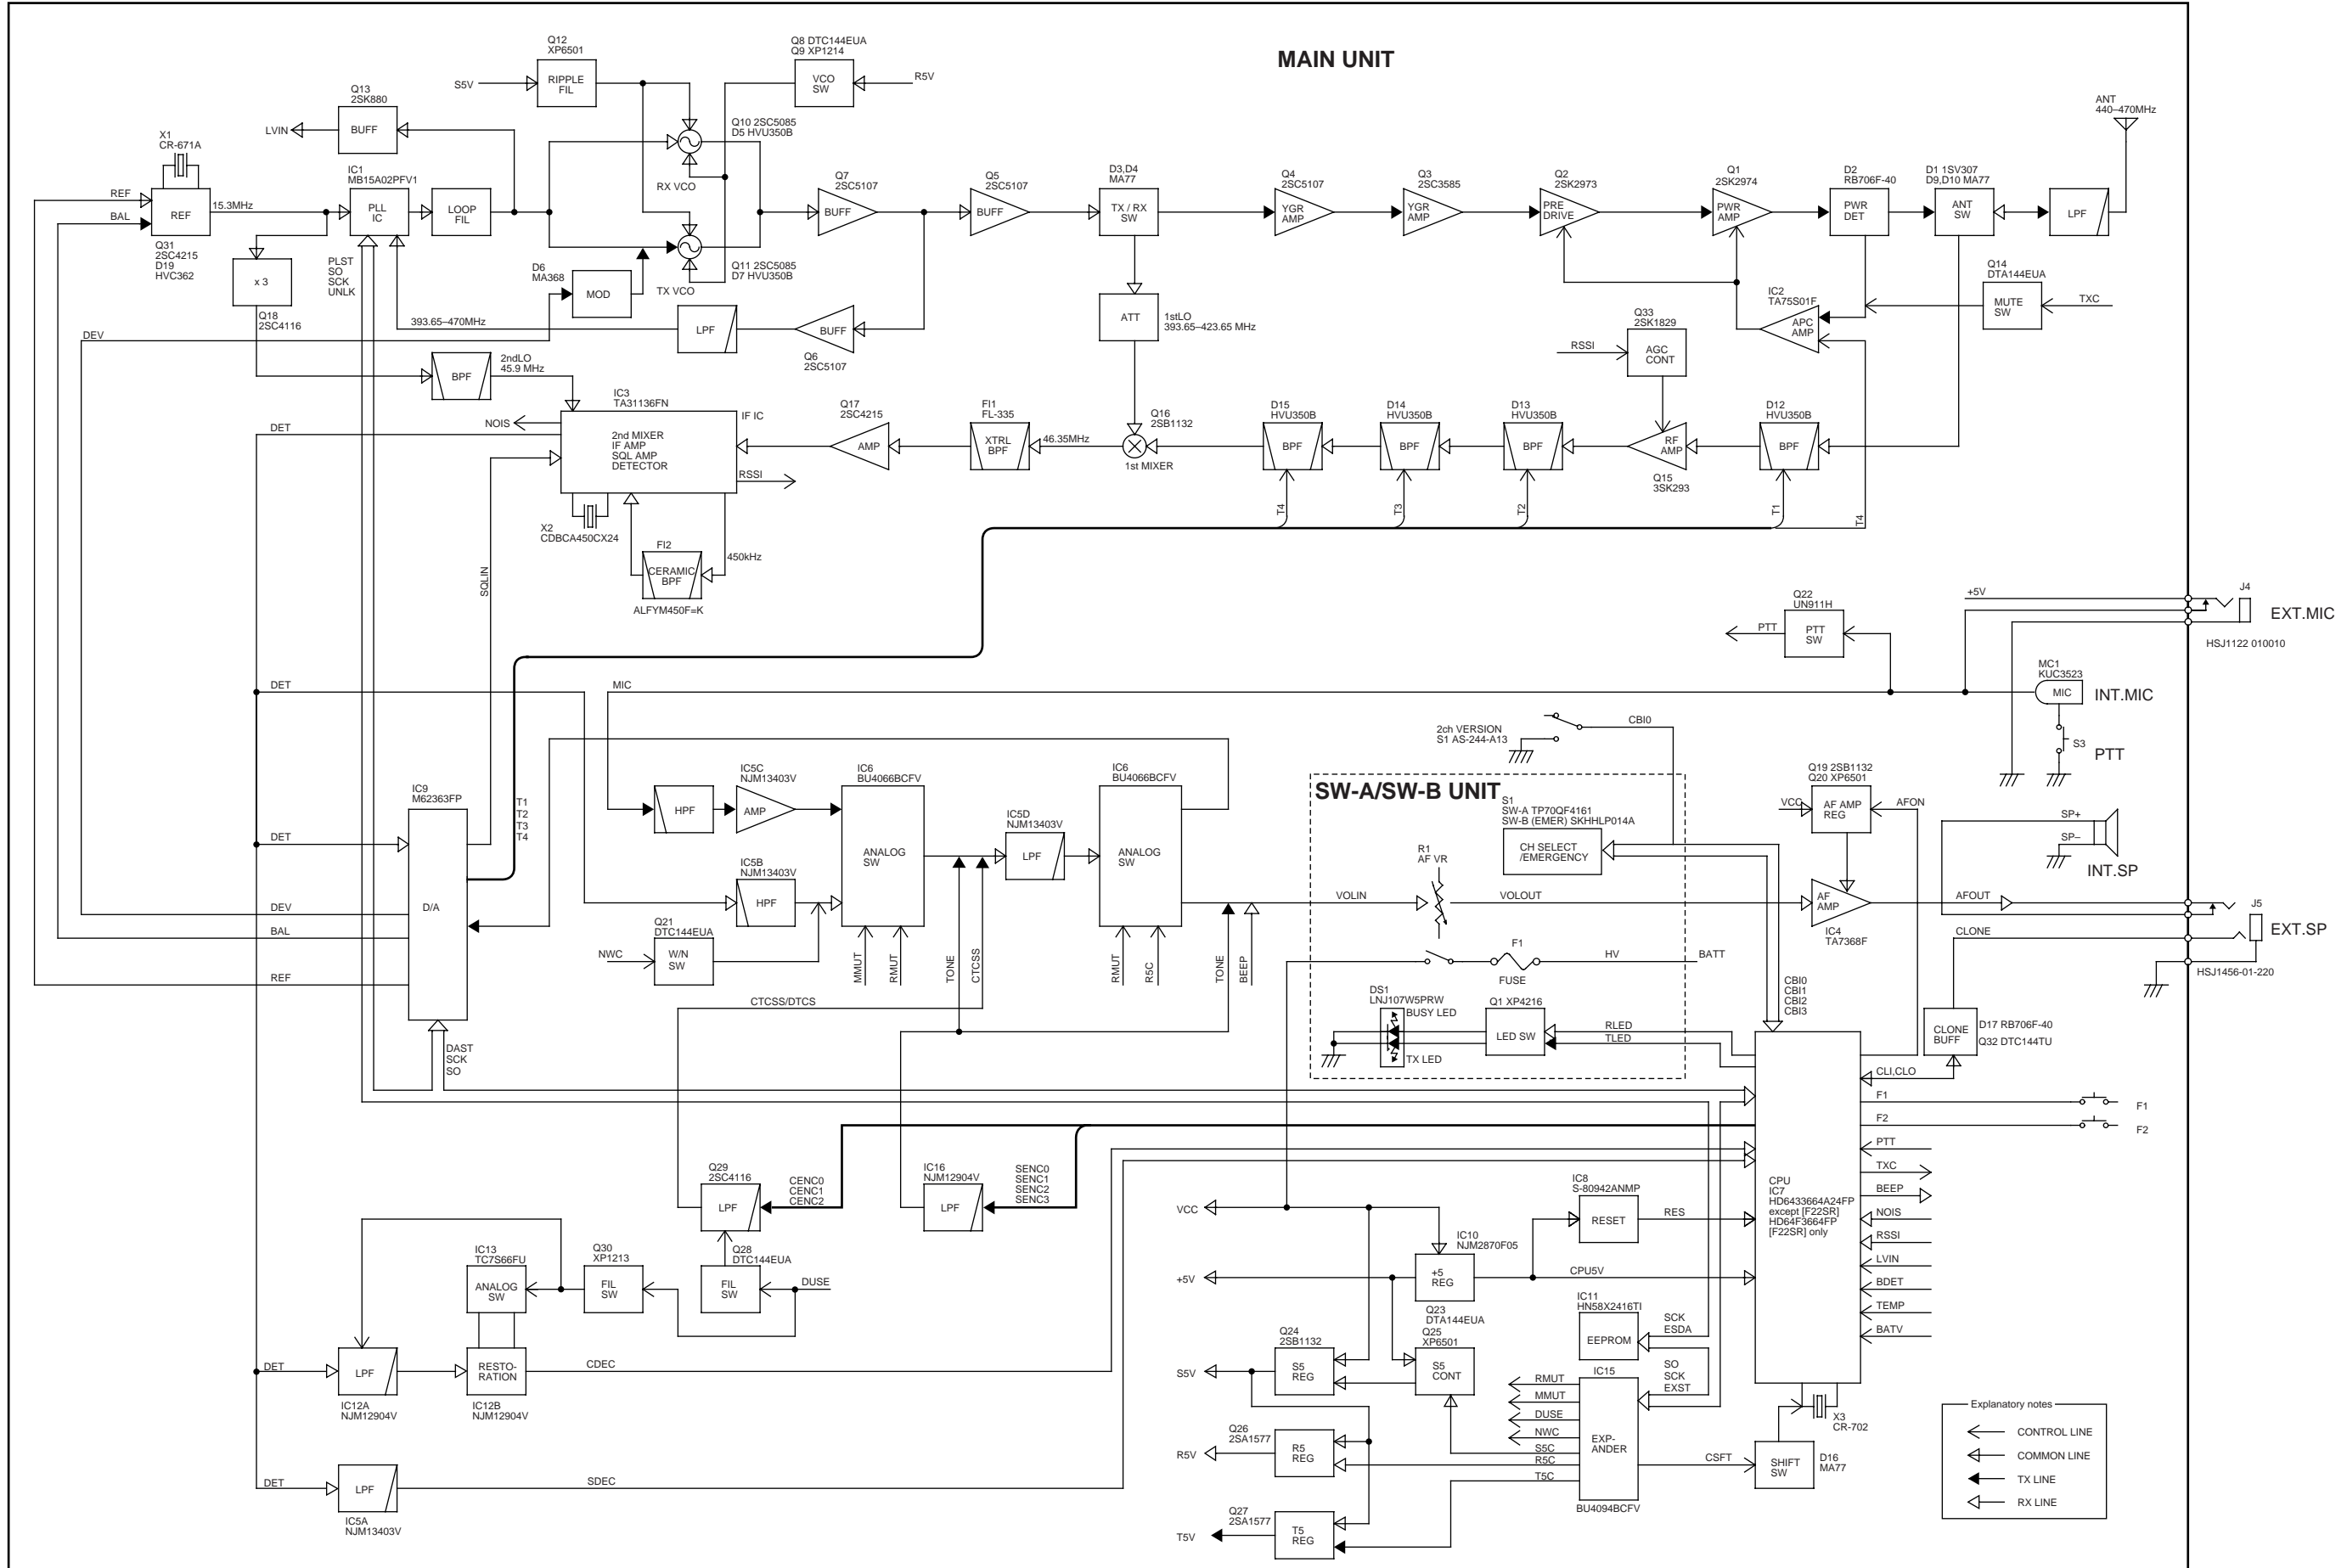 MAIN UNIT
Q12
XP6501
RIPPLE
FIL
S5V
Q8 DTC144EUA
Q9 XP1214
VCO
SW
R5V
ANT
440–470MHz
Q13
2SK880
BUFF
LVIN
X1
CR-671A
REF
BAL
REF
15.3MHz
Q31
2SC4215
D19
HVC362
IC1
MB15A02PFV1
PLL
IC
LOOP
FIL
Q10 2SC5085
D5 HVU350B
RX VCO
Q11 2SC5085
D7 HVU350B
TX VCO
Q7
2SC5107
BUFF
Q5
2SC5107
BUFF
D3,D4
MA77
TX / RX
SW
Q4
2SC5107
YGR
AMP
Q3
2SC3585
YGR
AMP
Q2
2SK2973
PRE
DRIVE
Q1
2SK2974
PWR
AMP
D2
RB706F-40
PWR
DET
D1 1SV307
D9,D10 MA77
ANT
SW
LPF
x 3
Q18
2SC4116
PLST
SO
SCK
UNLK
D6
MA368
MOD
393.65–470MHz
LPF
BUFF
Q6
2SC5107
ATT
1stLO
393.65–423.65 MHz
Q33
2SK1829
RSSI
AGC
CONT
IC2
TA75S01F
APC
AMP
Q14
DTA144EUA
MUTE
SW
TXC
DEV
BPF
2ndLO
45.9 MHz
IC3
TA31136FN
IF IC
NOIS
2nd MIXER
IF AMP
SQL AMP
DETECTOR
RSSI
DET
Q17
2SC4215
AMP
FI1
FL-335
XTRL
BPF
46.35MHz
Q16
2SB1132
1st MIXER
D15
HVU350B
BPF
D14
HVU350B
BPF
D13
HVU350B
BPF
RF
AMP
Q15
3SK293
D12
HVU350B
BPF
T4
T3
T2
T1
T4
X2
CDBCA450CX24
FI2
CERAMIC
BPF
450kHz
ALFYM450F=K
SQLIN
+5V
J4
EXT.MIC
HSJ1122 010010
Q22
UN911H
PTT
PTT
SW
DET
MIC
MC1
KUC3523
MIC
INT.MIC
S3
PTT
2ch VERSION
S1 AS-244-A13
CBI0
IC9
M62363FP
T1
T2
T3
T4
DET
D/A
DEV
BAL
REF
DAST
SCK
SO
IC5C
NJM13403V
HPF
AMP
IC5B
NJM13403V
HPF
Q21
DTC144EUA
NWC
W/N
SW
IC6
BU4066BCFV
ANALOG
SW
MMUT
RMUT
TONE
CTCSS
IC5D
NJM13403V
LPF
IC6
BU4066BCFV
ANALOG
SW
RMUT
R5C
TONE
BEEP
CTCSS/DTCS
SW-A/SW-B UNIT
S1
SW-A TP70QF4161
SW-B (EMER) SKHHLP014A
CH SELECT
/EMERGENCY
R1
AF VR
VOLIN
VOLOUT
F1
FUSE
HV
BATT
DS1
LNJ107W5PRW
BUSY LED
TX LED
Q1 XP4216
LED SW
RLED
TLED
Q19 2SB1132
Q20 XP6501
VCC
AF AMP
REG
AFON
AF
AMP
IC4
TA7368F
AFOUT
SP+
SP–
INT.SP
J5
EXT.SP
CLONE
HSJ1456-01-220
CBI0
CBI1
CBI2
CBI3
CLONE
BUFF
D17 RB706F-40
Q32 DTC144TU
CLI,CLO
F1
F1
F2
F2
PTT
TXC
BEEP
NOIS
RSSI
LVIN
BDET
TEMP
BATV
CPU
IC7
HD6433664A24FP
except [F22SR]
HD64F3664FP
[F22SR] only
Q29
2SC4116
LPF
CENC0
CENC1
CENC2
IC16
NJM12904V
LPF
SENC0
SENC1
SENC2
SENC3
IC13
TC7S66FU
ANALOG
SW
Q30
XP1213
FIL
SW
Q28
DTC144EUA
FIL
SW
DUSE
DET
LPF
IC12A
NJM12904V
RESTO-
RATION
IC12B
NJM12904V
CDEC
DET
LPF
IC5A
NJM13403V
SDEC
VCC
+5V
IC10
NJM2870F05
+5
REG
IC8
S-80942ANMP
RESET
RES
CPU5V
IC11
HN58X2416TI
EEPROM
SCK
ESDA
Q23
DTA144EUA
Q25
XP6501
S5
CONT
Q24
2SB1132
S5
REG
S5V
Q26
2SA1577
R5
REG
R5V
Q27
2SA1577
T5
REG
T5V
IC15
SO
SCK
EXST
RMUT
MMUT
DUSE
NWC
S5C
R5C
T5C
EXP-
ANDER
BU4094BCFV
CSFT
SHIFT
SW
D16
MA77
X3
CR-702
Explanatory notes
CONTROL LINE
COMMON LINE
TX LINE
RX LINE